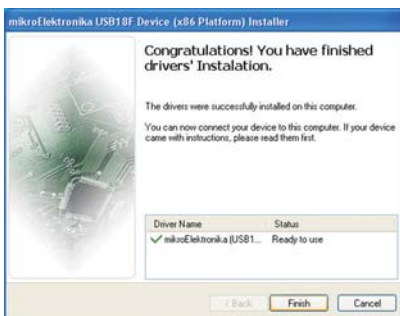 mikroElektronika USB18F Device (x86 Platform) Installer
Congratulations! You have finished
drivers' Instalation.
The drivers were successfully installed on this computer.
You can now connect your device to this computer. If your device
came with instructions, please read them first.
Driver Name Status
mikroElektronika (USB1... Ready to use
< Back Finish Cancel